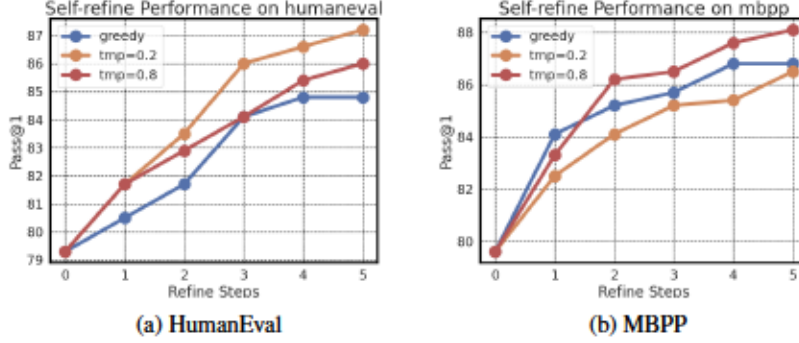 Self-refine Performance on humaneval
greedy
tmp=0.2
tmp=0.8
Pass@1
87
86
85
84
83
82
81
80
79
0 1 2 3 4 5
Refine Steps
(a) HumanEval
Self-refine Performance on mbpp
greedy
tmp=0.2
tmp=0.8
Pass@1
88
86
84
82
80
0 1 2 3 4 5
Refine Steps
(b) MBPP